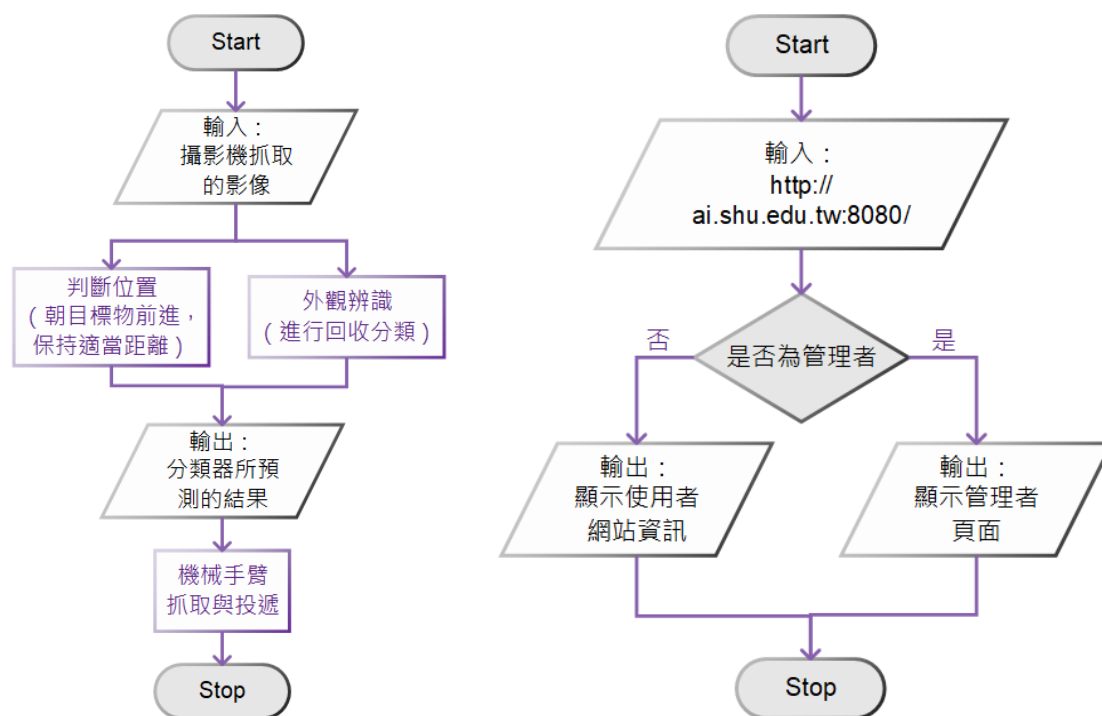 Start
輸入：
攝影機抓取
的影像
判斷位置
（朝目標物前進，
保持適當距離）
外觀辨識
（進行回收分類）
輸出：
分類器所預
測的結果
機械手臂
抓取與投遞
Stop
Start
輸入：
http://
ai.shu.edu.tw:8080/
是否為管理者
否
是
輸出：
顯示使用者
網站資訊
輸出：
顯示管理者
頁面
Stop